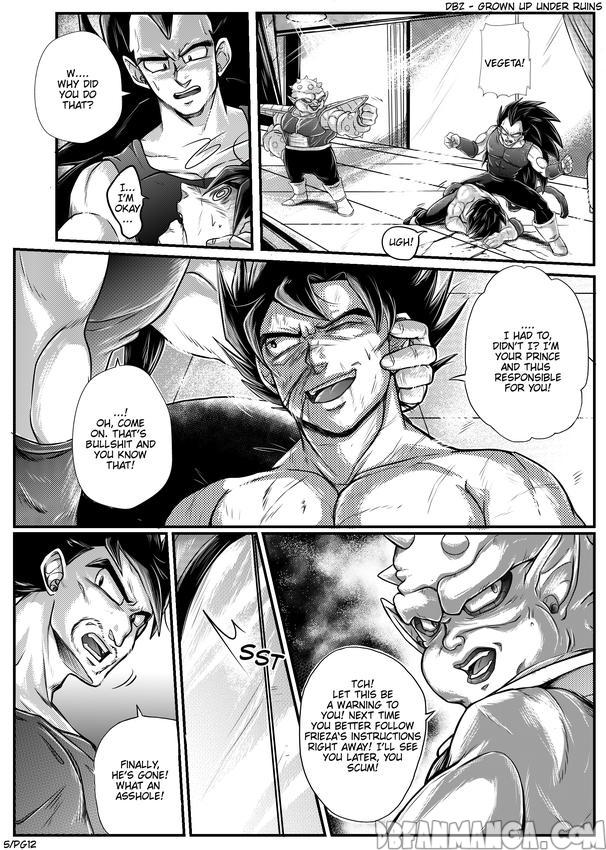 DBZ - GROWN UP UNDER RUINS
W....
WHY DID
YOU DO
THAT?
I...
I'M
OKAY
...
VEGETA!
UGH!
....
I HAD TO,
DIDN'T I? I'M
YOUR PRINCE
AND THUS
RESPONSIBLE
FOR YOU!
...!
OH, COME
ON. THAT'S
BULLSHIT AND
YOU KNOW
THAT!
SST
TCH!
LET THIS BE
A WARNING TO
YOU! NEXT TIME
YOU BETTER FOLLOW
FRIEZA'S INSTRUCTIONS
RIGHT AWAY! I'LL SEE
YOU LATER, YOU
SCUM!
FINALLY,
HE'S GONE!
WHAT AN
ASSHOLE!
5/PG12
DBFANMANGA.COM